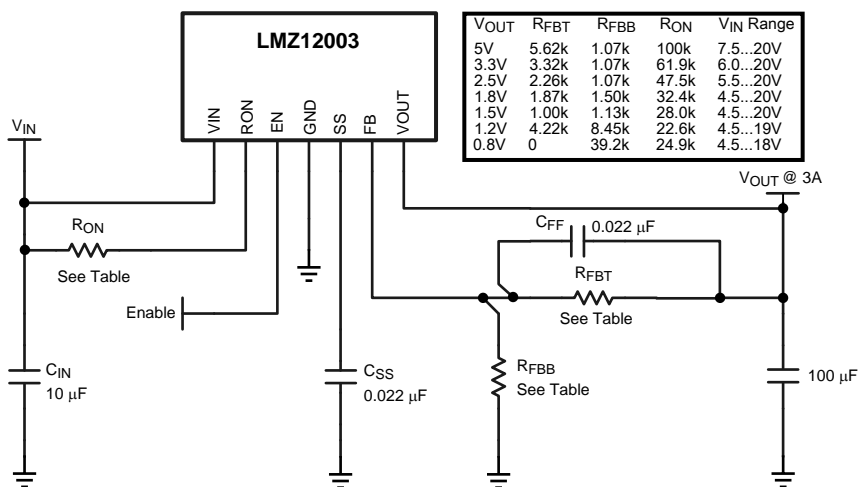 LMZ12003
VIN
RON
EN
GND
SS
FB
VOUT
VOUT RFBT RFBB RON VIN Range
5V 5.62k 1.07k 100k 7.5...20V
3.3V 3.32k 1.07k 61.9k 6.0...20V
2.5V 2.26k 1.07k 47.5k 5.5...20V
1.8V 1.87k 1.50k 32.4k 4.5...20V
1.5V 1.00k 1.13k 28.0k 4.5...20V
1.2V 4.22k 8.45k 22.6k 4.5...19V
0.8V 0 39.2k 24.9k 4.5...18V
VIN
VOUT @ 3A
RON
See Table
Enable
CFF 0.022 μF
RFBT
See Table
CIN
10 μF
CSS
0.022 μF
RFBB
See Table
100 μF